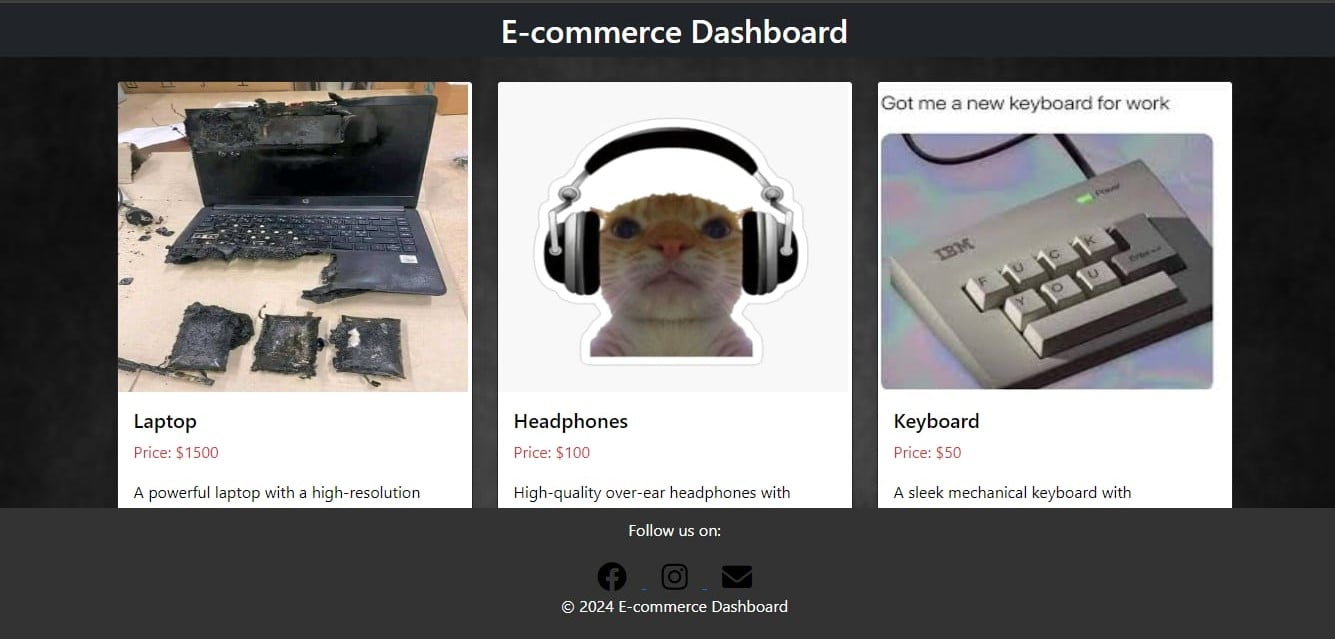 E-commerce Dashboard
Got me a new keyboard for work
Power
IBM
F U C K
Y O U
Laptop
Headphones
Keyboard
Price: $1500
Price: $100
Price: $50
A powerful laptop with a high-resolution
High-quality over-ear headphones with
A sleek mechanical keyboard with
Follow us on:
© 2024 E-commerce Dashboard